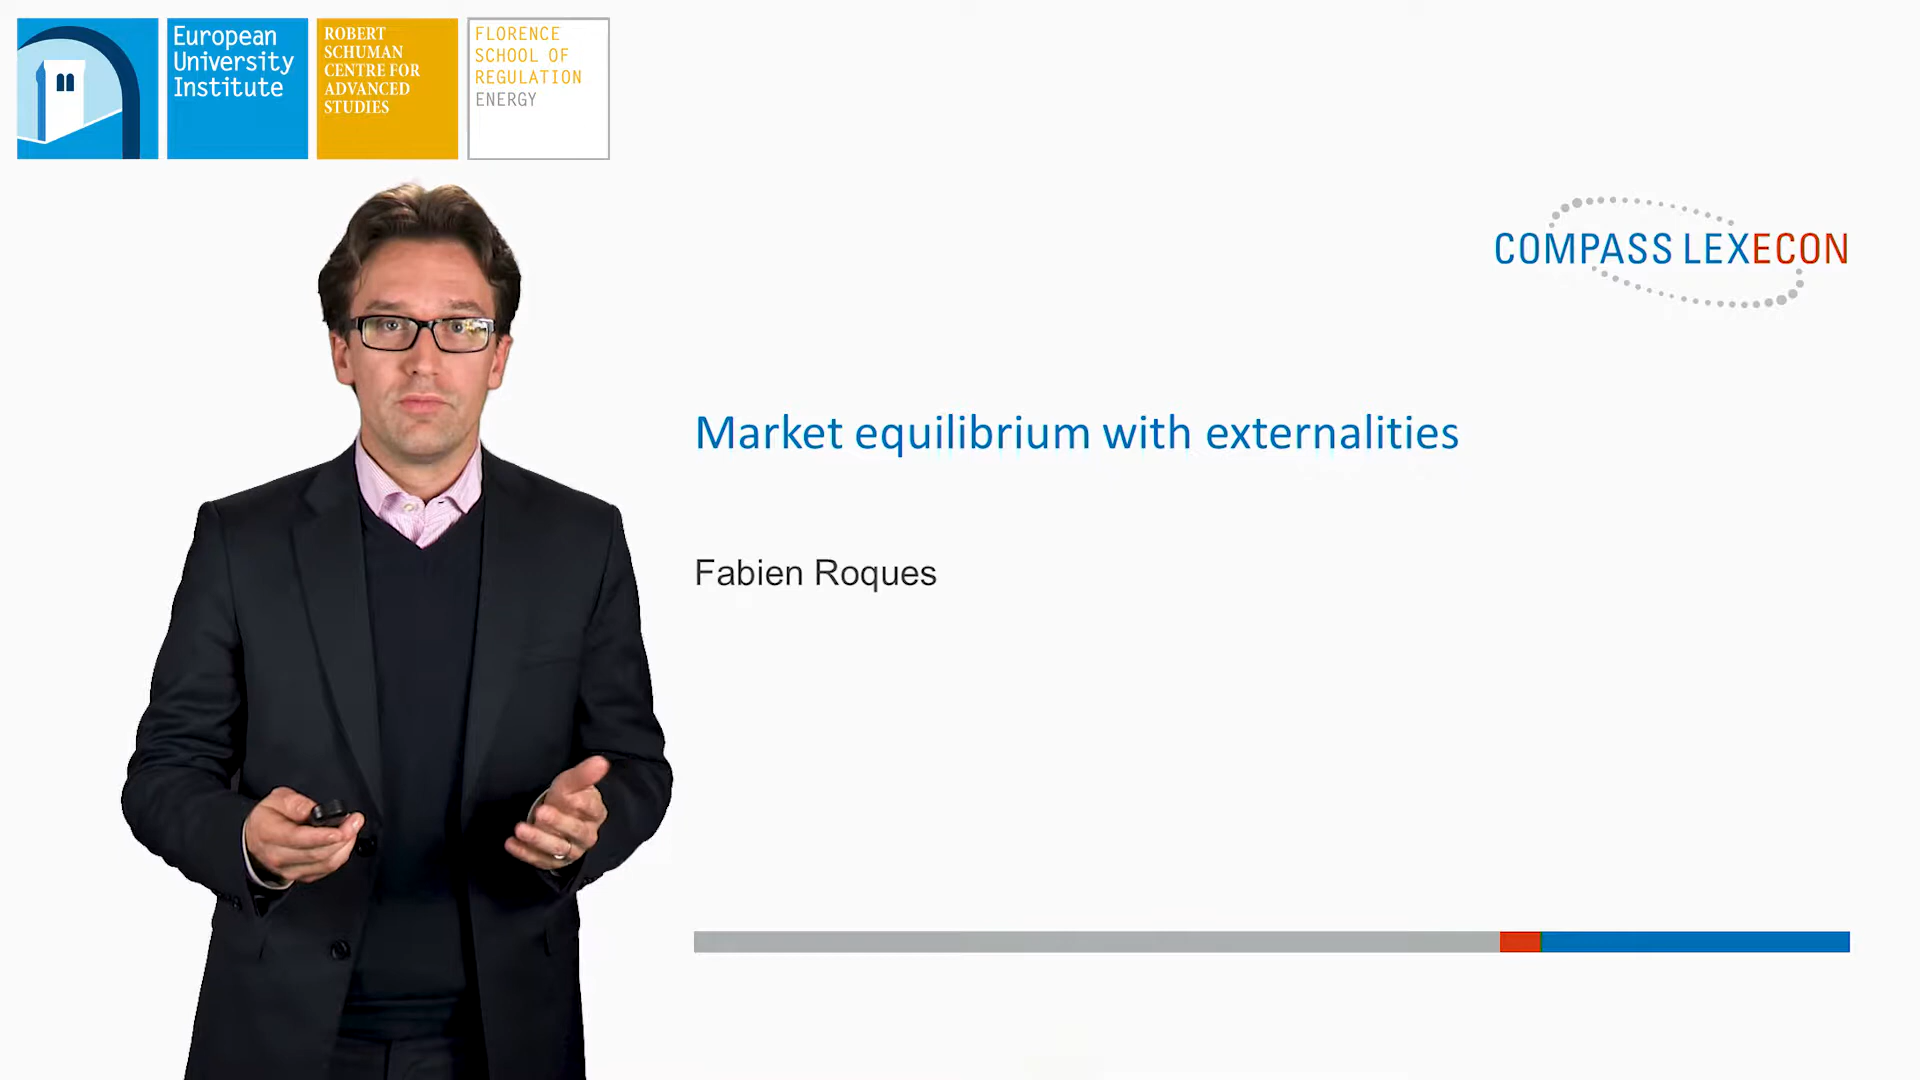 European
University
Institute
ROBERT
SCHUMAN
CENTRE FOR
ADVANCED
STUDIES
FLORENCE
SCHOOL OF
REGULATION
ENERGY
COMPASS LEXECON
Market equilibrium with externalities
Fabien Roques